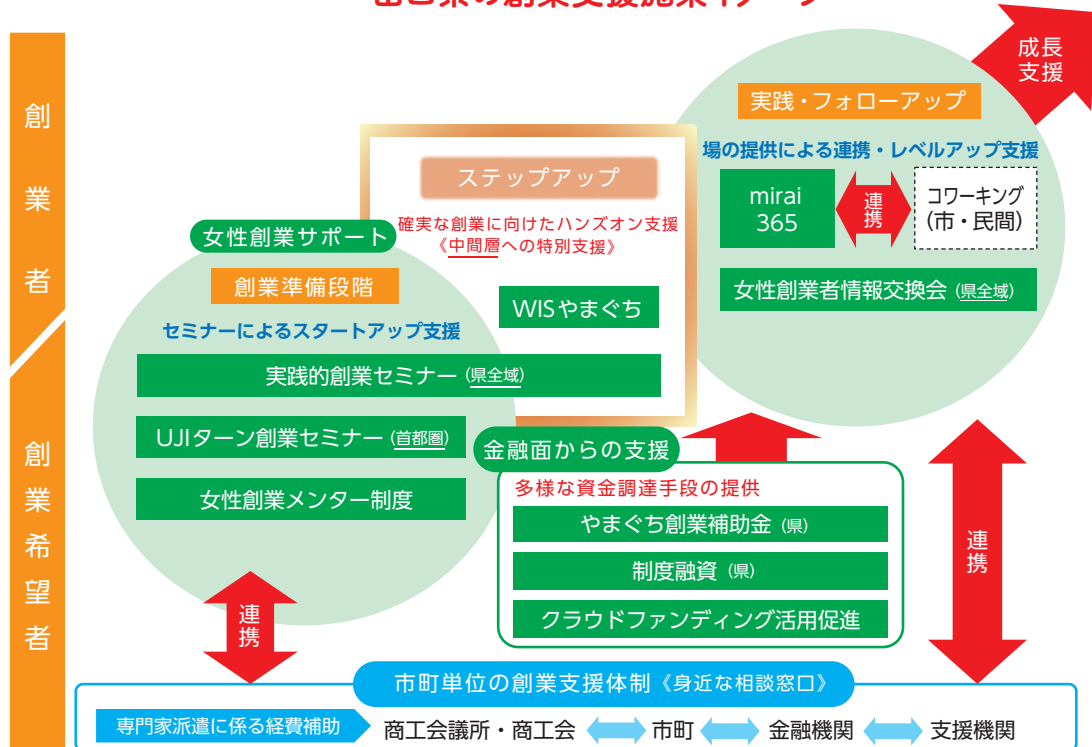 成長
支援
創業者
実践・フォローアップ
場の提供による連携・レベルアップ支援
mirai
365
連携
コワーキング
(市・民間)
女性創業者情報交換会 (県全域)
ステップアップ
確実な創業に向けたハンズオン支援
《中間層への特別支援》
WISやまぐち
女性創業サポート
創業準備段階
セミナーによるスタートアップ支援
実践的創業セミナー (県全域)
UJIターン創業セミナー (首都圏)
女性創業メンター制度
創業希望者
金融面からの支援
多様な資金調達手段の提供
やまぐち創業補助金 (県)
制度融資 (県)
クラウドファンディング活用促進
連携
連携
市町単位の創業支援体制《身近な相談窓口》
専門家派遣に係る経費補助
商工会議所・商工会 市町 金融機関 支援機関